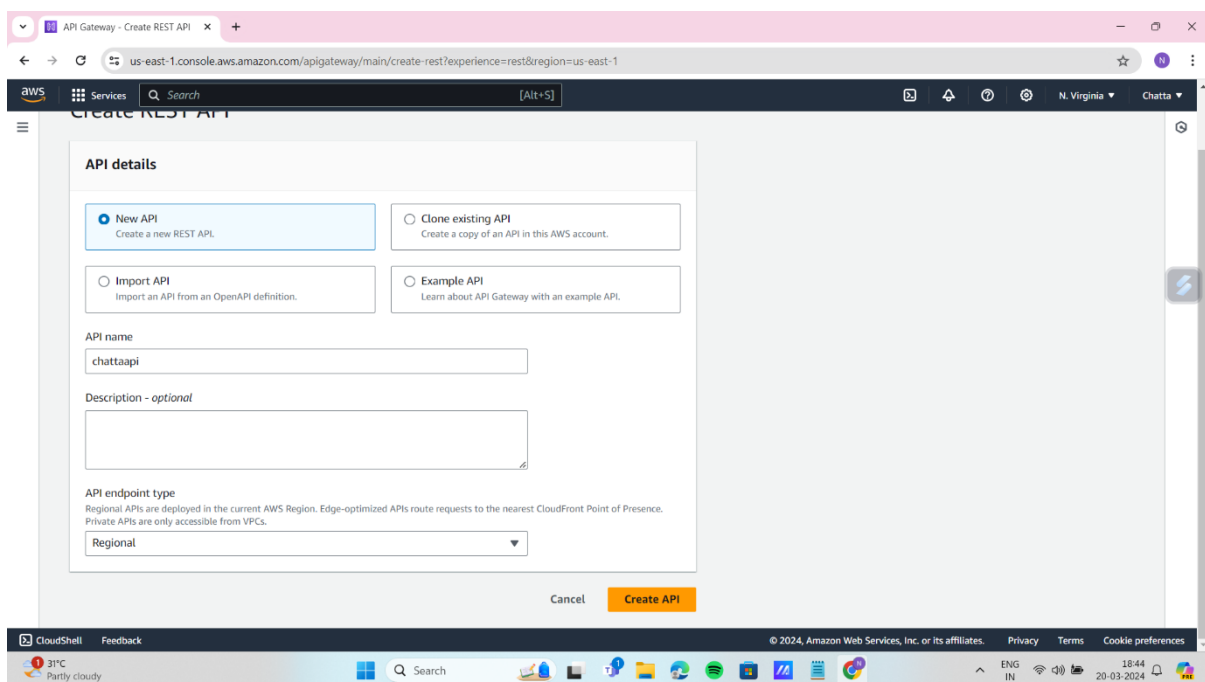 API Gateway - Create REST API
us-east-1.console.aws.amazon.com/apigateway/main/create-rest?experience=rest&region=us-east-1
N
aws Services Search [Alt+S] N. Virginia Chatta
Create REST API
API details
New API
Create a new REST API.
Clone existing API
Create a copy of an API in this AWS account.
Import API
Import an API from an OpenAPI definition.
Example API
Learn about API Gateway with an example API.
API name
chattaapi
Description - optional
API endpoint type
Regional APIs are deployed in the current AWS Region. Edge-optimized APIs route requests to the nearest CloudFront Point of Presence.
Private APIs are only accessible from VPCs.
Regional
Cancel Create API
CloudShell Feedback © 2024, Amazon Web Services, Inc. or its affiliates. Privacy Terms Cookie preferences
1 31°C
Partly cloudy
Search
1
ENG
IN
18:44
20-03-2024
PRE